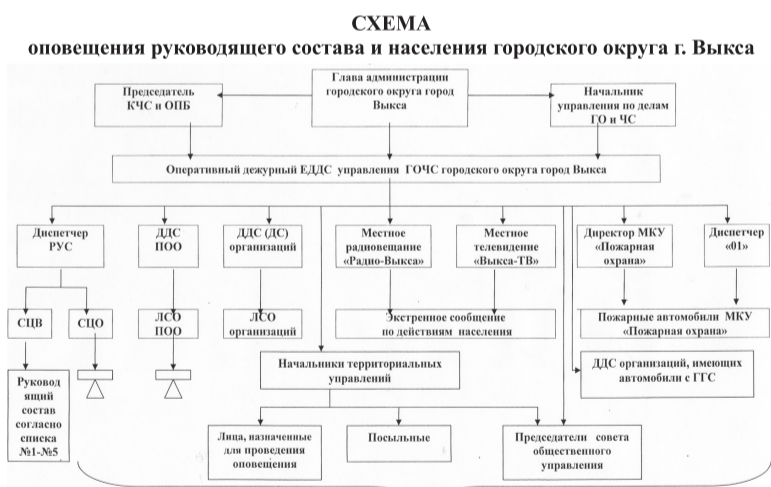 СХЕМА
оповещения руководящего состава и населения городского округа г. Выкса
Председатель
КЧС и ОПБ
Глава администрации
городского округа город
Выкса
Начальник
управления по делам
ГО и ЧС
Оперативный дежурный ЕДДС управления ГОЧС городского округа город Выкса
Диспетчер
РУС
ДДС
ПОО
ДДС (ДС)
организаций
Местное
радиовещание
«Радио-Выкса»
Местное
телевидение
«Выкса-ТВ»
Директор МКУ
«Пожарная
охрана»
Диспетчер
«01»
СЦВ
СЦО
ЛСО
ПОО
ЛСО
организаций
Экстренное сообщение
по действиям населения
Пожарные автомобили МКУ
«Пожарная охрана»
Начальники территориальных
управлений
ДДС организаций, имеющих
автомобили с ГГС
Руковод
ящий
состав
согласно
списка
№1-№5
Лица, назначенные
для проведения
оповещения
Посыльные
Председатели совета
общественного
управления